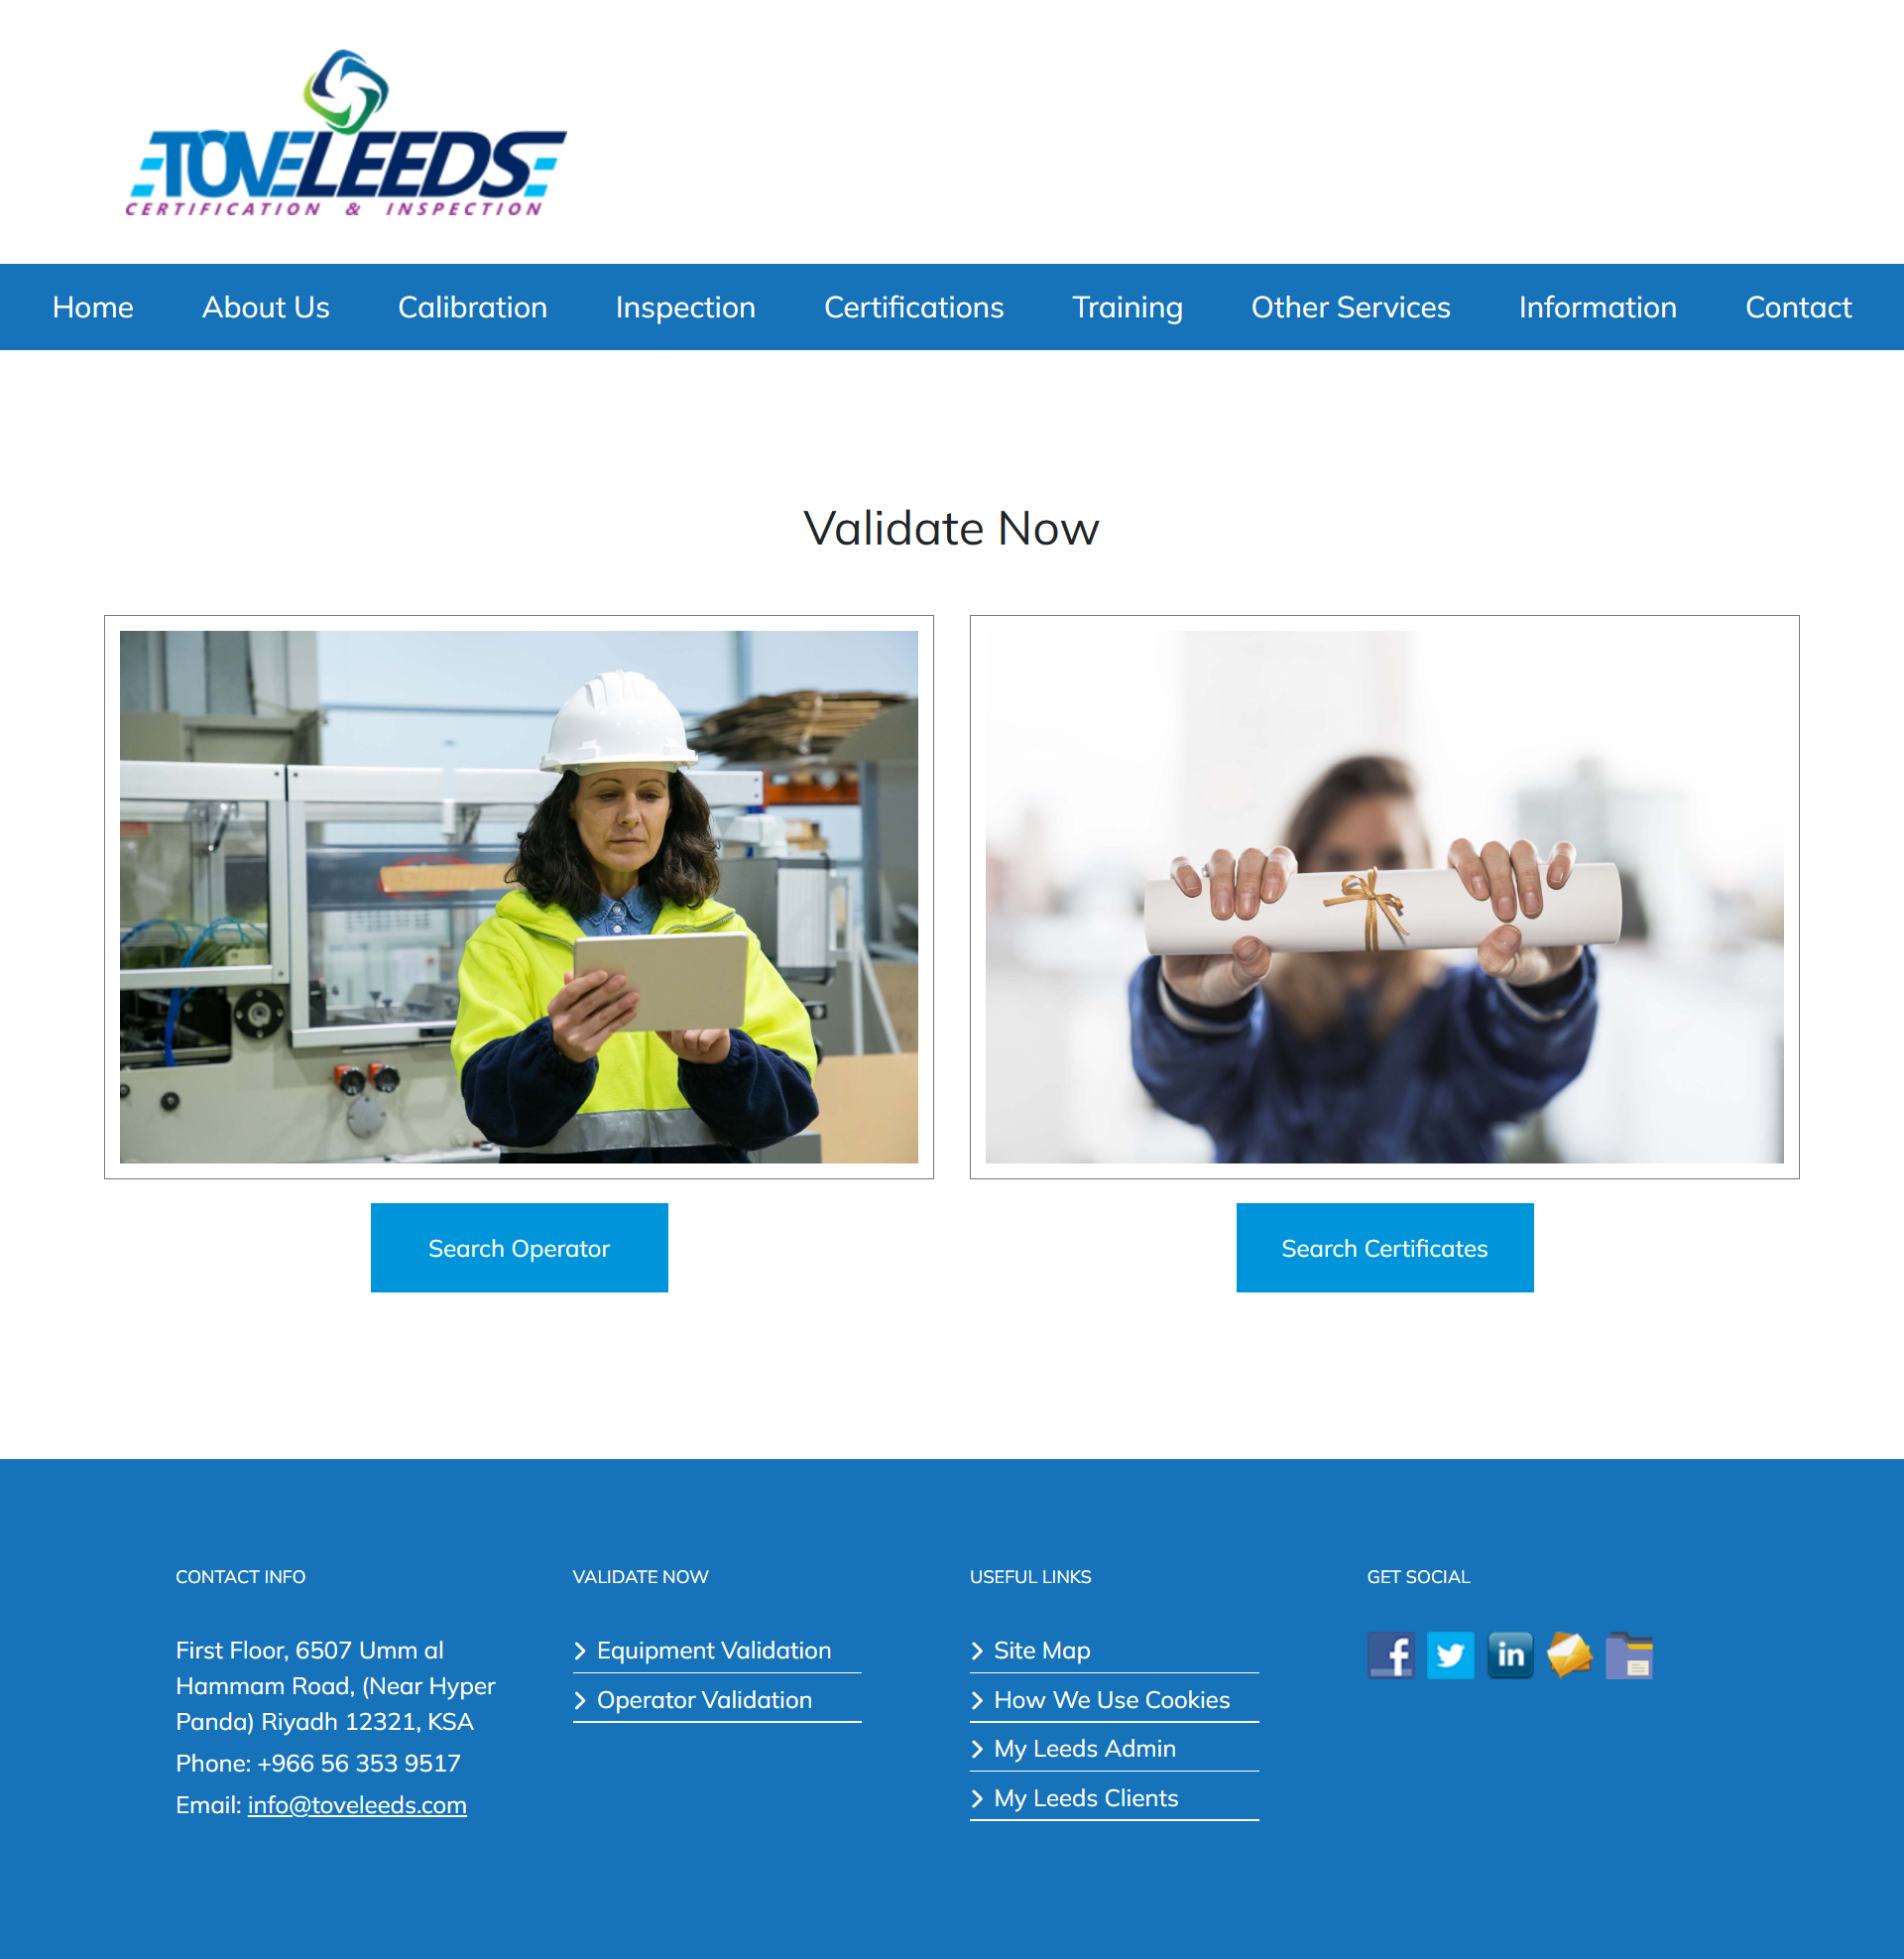 TOVELEEDS
CERTIFICATION & INSPECTION
Home About Us Calibration Inspection Certifications Training Other Services Information Contact
Validate Now
Search Operator
Search Certificates
CONTACT INFO
First Floor, 6507 Umm al
Hammam Road, (Near Hyper
Panda) Riyadh 12321, KSA
Phone: +966 56 353 9517
Email: info@toveleeds.com
VALIDATE NOW
Equipment Validation
Operator Validation
USEFUL LINKS
Site Map
How We Use Cookies
My Leeds Admin
My Leeds Clients
GET SOCIAL
f
in